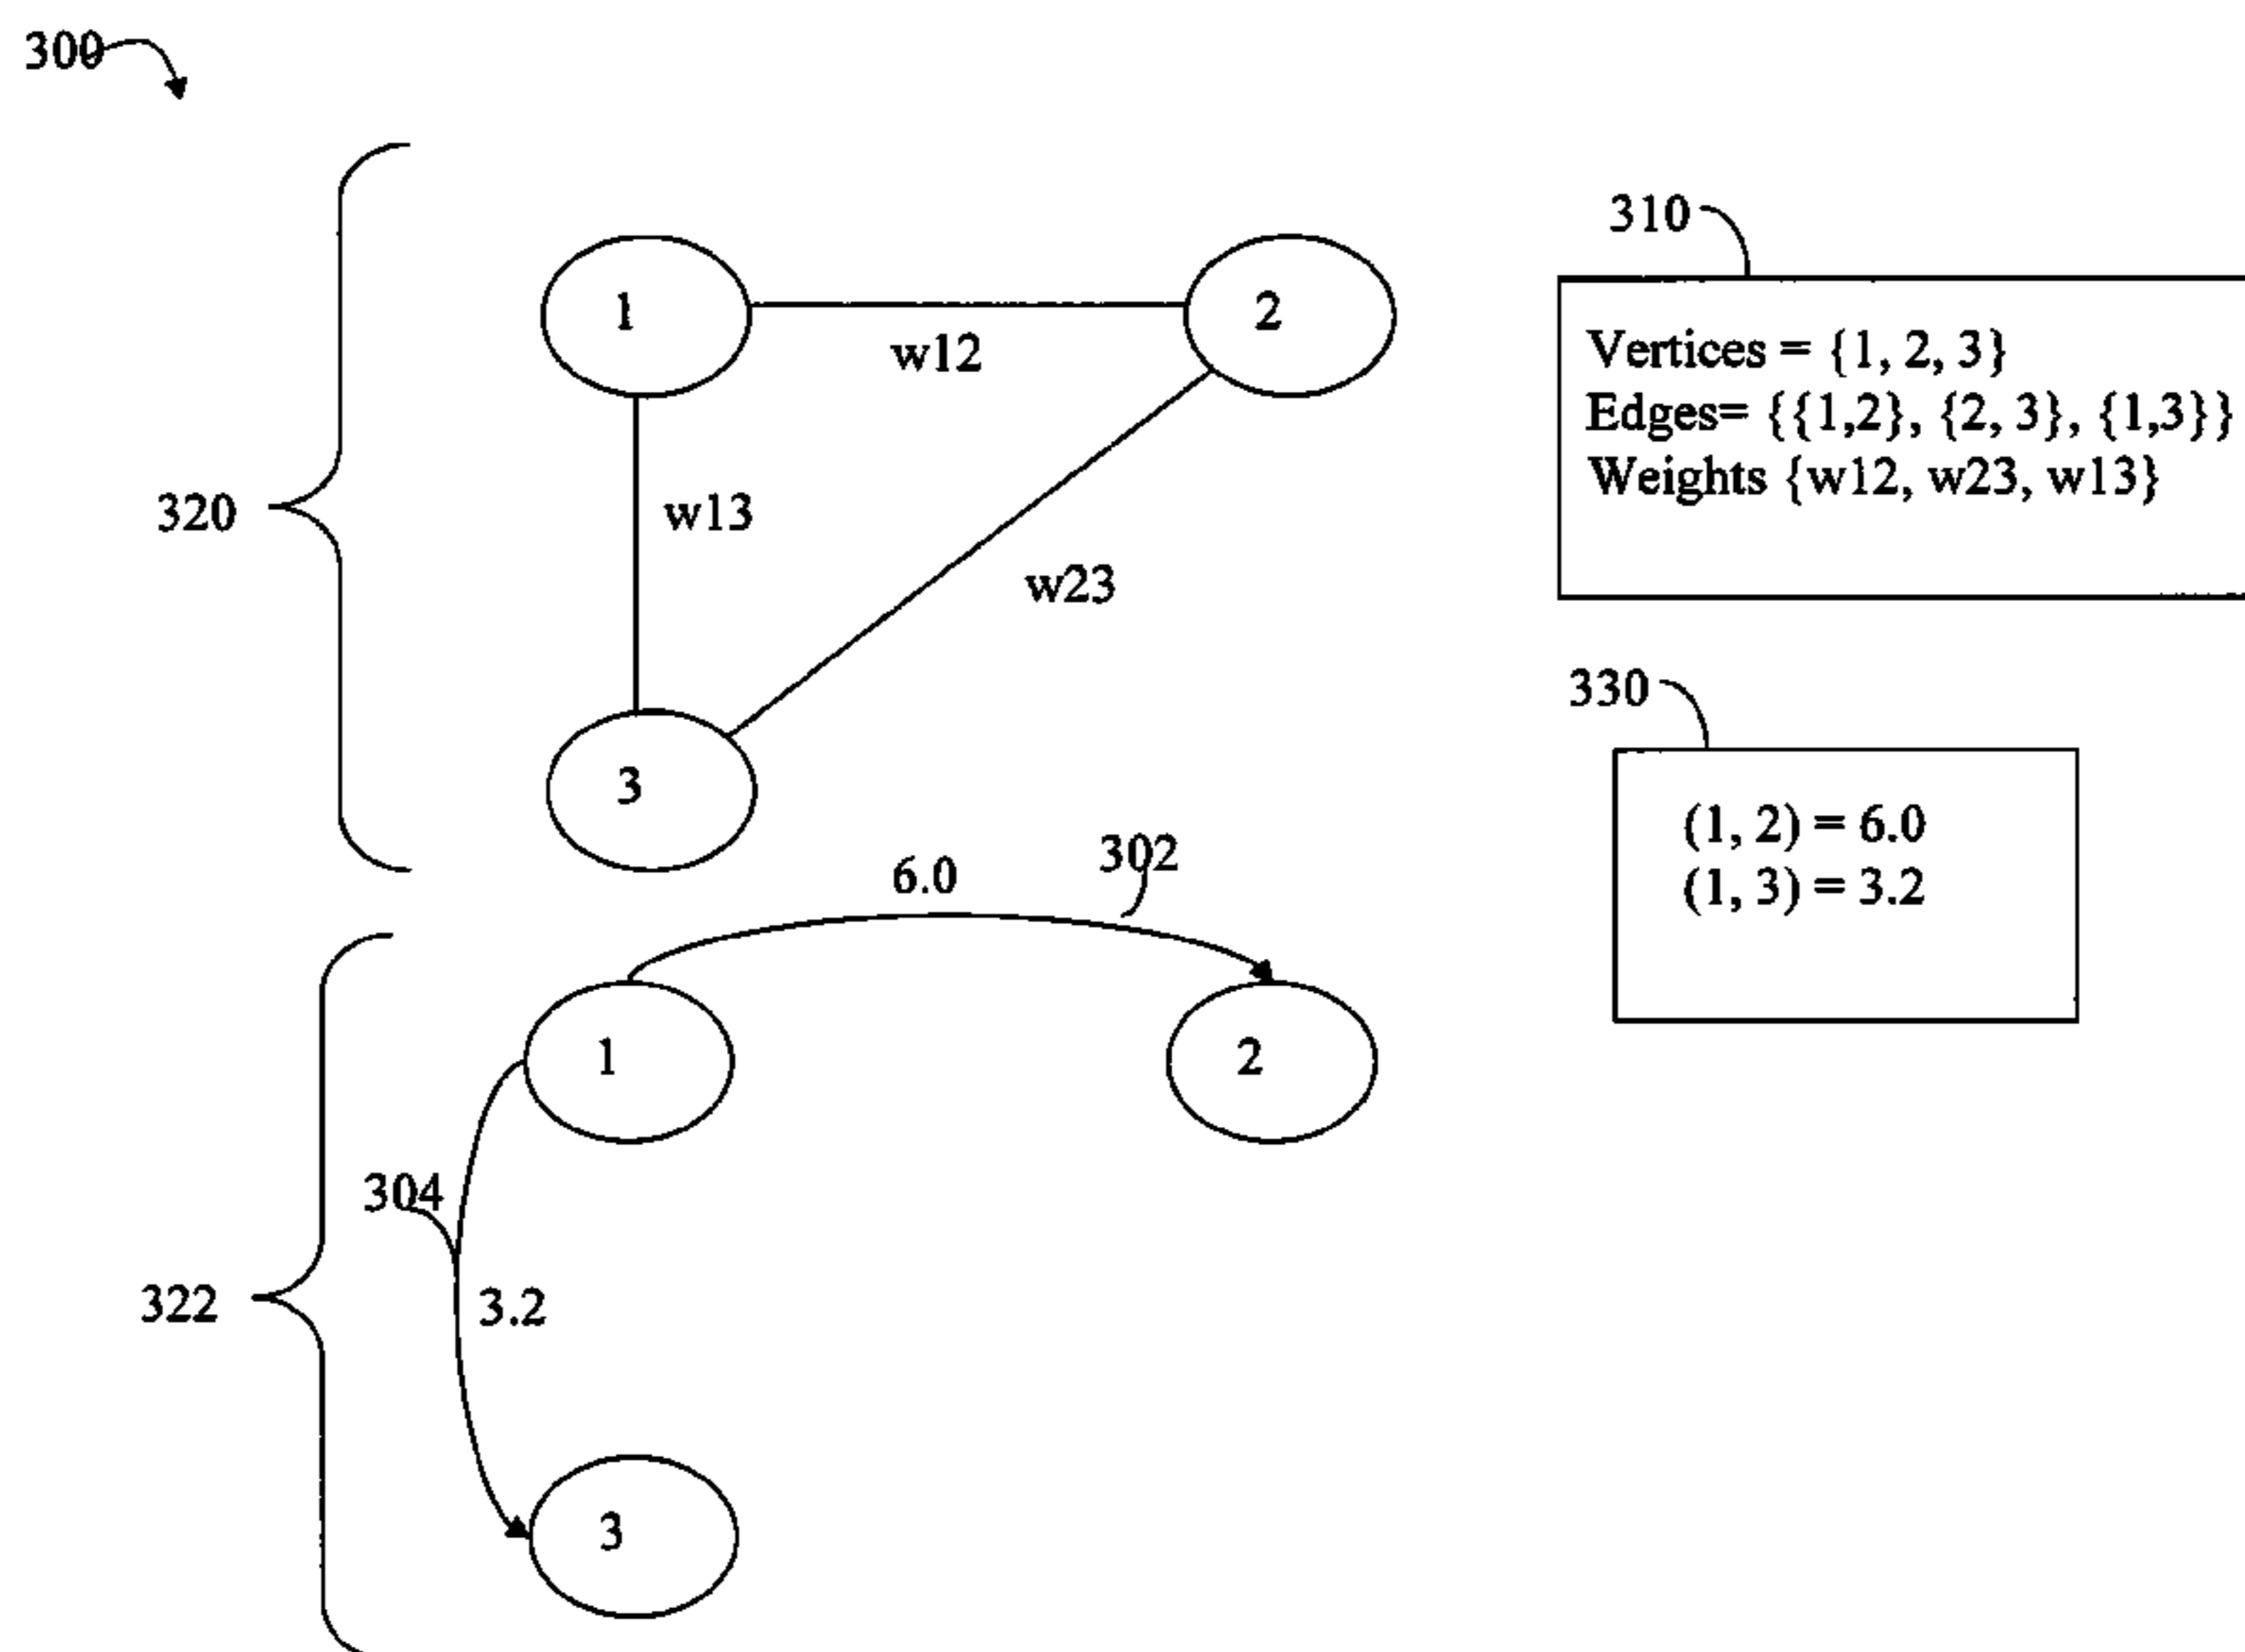 300
310
1
2
w12
Vertices = {1, 2, 3}
Edges= {{1,2}, {2, 3}, {1,3}}
Weights {w12, w23, w13}
320
w13
w23
330
3
(1, 2) = 6.0
(1, 3) = 3.2
6.0
302
1
2
304
322
3.2
3